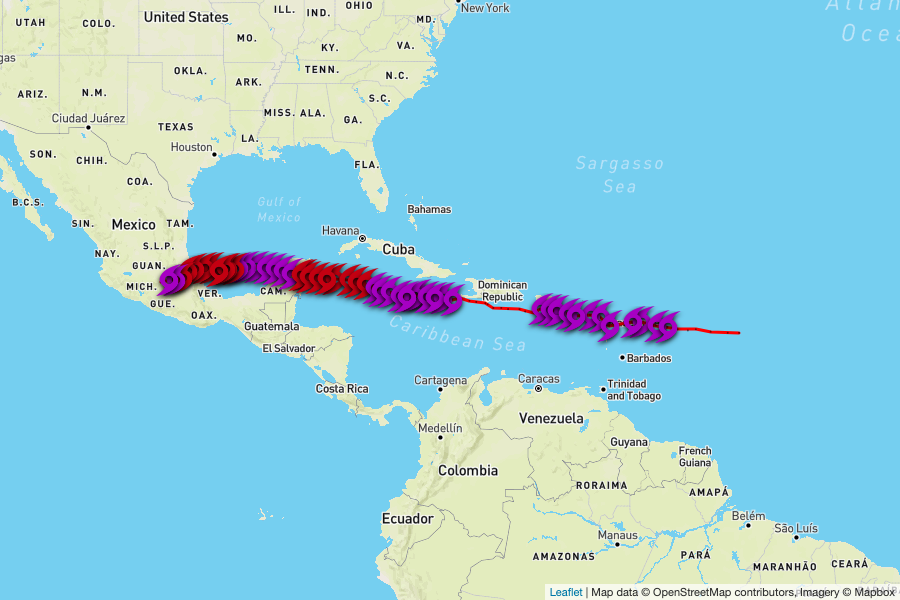 UTAH
COLO.
United States
ILL.
IND.
OHIO
New York
MD.
MO.
KY.
VA.
gas
ARIZ.
N.M.
OKLA.
ARK.
TENN.
N.C.
S.C.
Ciudad Juárez
TEXAS
MISS.
ALA.
GA.
LA.
Houston
SON.
CHIH.
COA.
FLA.
Sargasso
Sea
B.C.S.
Gulf of
Mexico
Bahamas
SIN.
Mexico
TAM.
Havana
Cuba
NAY.
S.L.P.
GUAN.
MICH.
VER.
CAM.
GUE.
OAX.
Dominican
Republic
Guatemala
El Salvador
Caribbean Sea
Barbados
Costa Rica
Cartagena
Caracas
Trinidad
and Tobago
Medellín
Venezuela
Guyana
French
Guiana
Colombia
RORAIMA
AMAPÁ
Ecuador
Manaus
Belém
São Luís
AMAZONAS
PARÁ
MARANHÃO
CEARÁ
Leaflet | Map data © OpenStreetMap contributors, Imagery © Mapbox